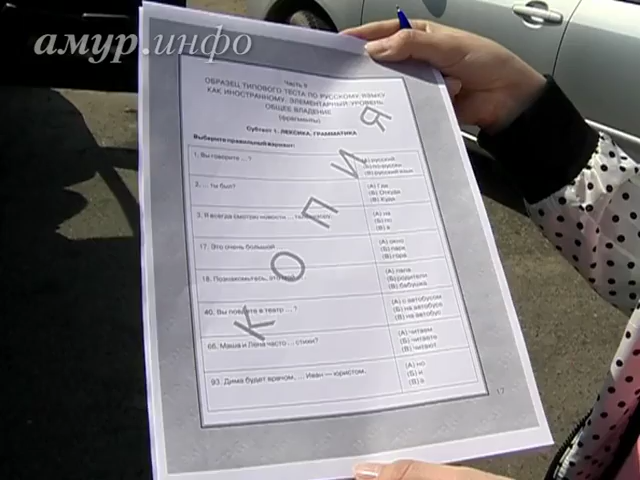 амур.инфо
Часть II
ОБРАЗЕЦ ТИПОВОГО ТЕСТА ПО РУССКОМУ ЯЗЫКУ
КАК ИНОСТРАННОМУ. ЭЛЕМЕНТАРНЫЙ УРОВЕНЬ.
ОБЩЕЕ ВЛАДЕНИЕ
(фрагменты)
Субтест 1. ЛЕКСИКА. ГРАММАТИКА
Выберите правильный вариант:
1. Вы говорите ... ?
(А) русский
(Б) по-русски
(В) русский язык
2. ... ты был?
(А) Где
(Б) Откуда
(В) Куда
3. Я всегда смотрю новости ...
(А) на
(Б) по
(В) в
17. Это очень большой
(А) окно
(Б) парк
(В) гора
18. Познакомьтесь, это
(А) папа
(Б) родители
(В) бабушка
40. Вы поедете в театр ... ?
(А) с автобусом
(Б) на автобусе
(В) на автобус
66. Маша и Лена часто ... стихи?
(А) читаем
(Б) читаете
(В) читают
93. Дима будет врачом, ... Иван — юристом.
(А) но
(Б) и
(В) а
КОПИЯ
17